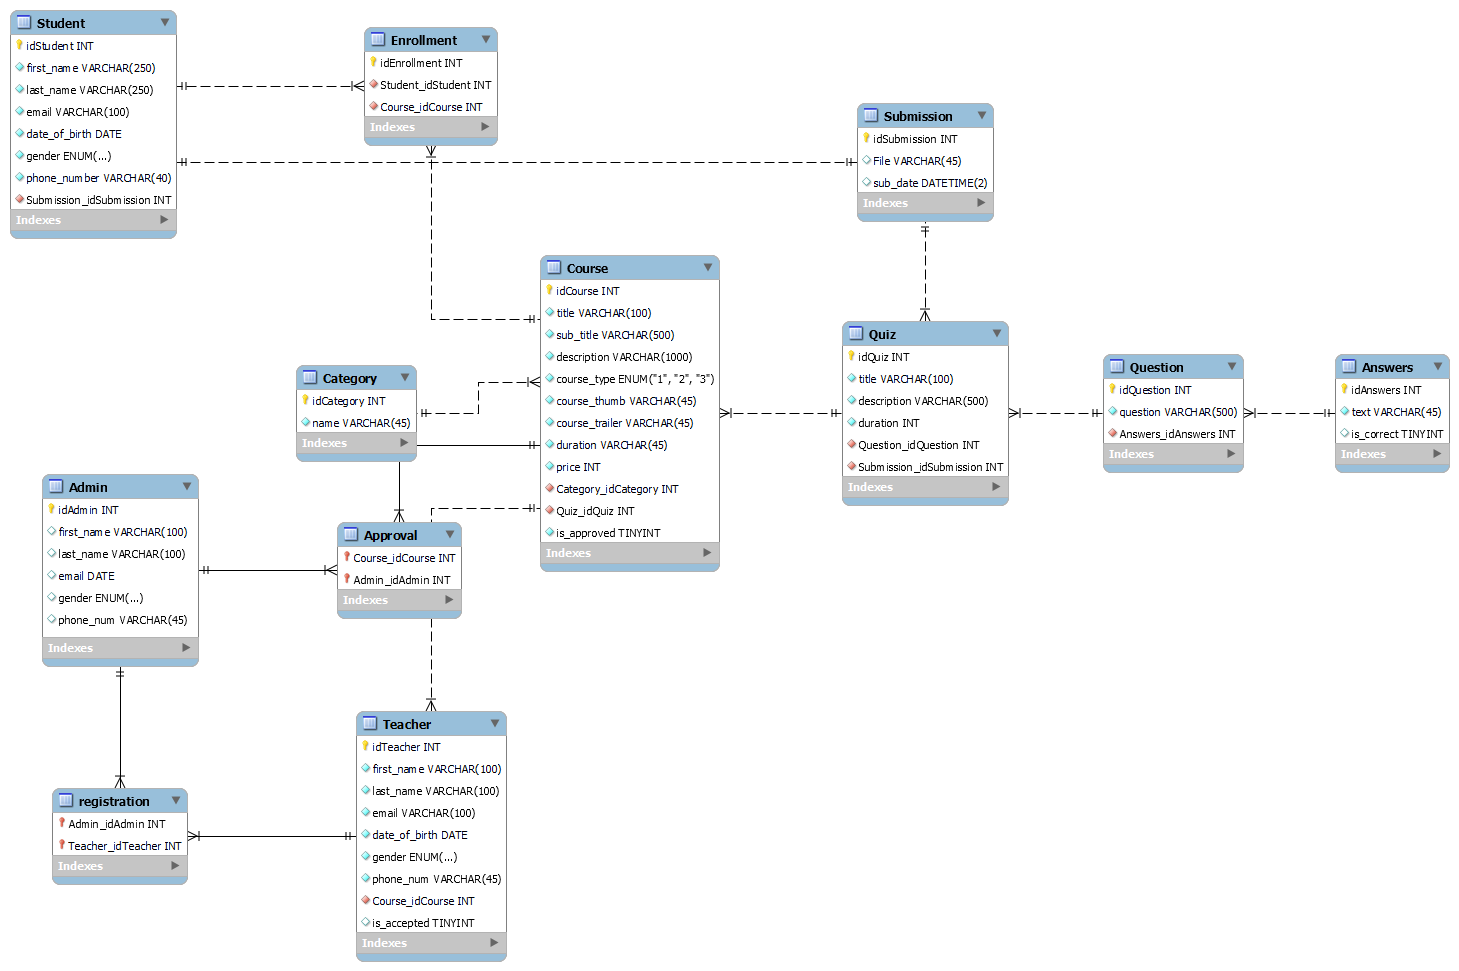 Student
idStudent INT
first_name VARCHAR(250)
last_name VARCHAR(250)
email VARCHAR(100)
date_of_birth DATE
gender ENUM(...)
phone_number VARCHAR(40)
Submission_idSubmission INT
Indexes
Enrollment
idEnrollment INT
Student_idStudent INT
Course_idCourse INT
Indexes
Submission
idSubmission INT
File VARCHAR(45)
sub_date DATETIME(2)
Indexes
Course
idCourse INT
title VARCHAR(100)
sub_title VARCHAR(500)
description VARCHAR(1000)
course_type ENUM("1", "2", "3")
course_thumb VARCHAR(45)
course_trailer VARCHAR(45)
duration VARCHAR(45)
price INT
Category_idCategory INT
Quiz_idQuiz INT
is_approved TINYINT
Indexes
Quiz
idQuiz INT
title VARCHAR(100)
description VARCHAR(500)
duration INT
Question_idQuestion INT
Submission_idSubmission INT
Indexes
Question
idQuestion INT
question VARCHAR(500)
Answers_idAnswers INT
Indexes
Answers
idAnswers INT
text VARCHAR(45)
is_correct TINYINT
Indexes
Category
idCategory INT
name VARCHAR(45)
Indexes
Admin
idAdmin INT
first_name VARCHAR(100)
last_name VARCHAR(100)
email DATE
gender ENUM(...)
phone_num VARCHAR(45)
Indexes
Approval
Course_idCourse INT
Admin_idAdmin INT
Indexes
Teacher
idTeacher INT
first_name VARCHAR(100)
last_name VARCHAR(100)
email VARCHAR(100)
date_of_birth DATE
gender ENUM(...)
phone_num VARCHAR(45)
Course_idCourse INT
is_accepted TINYINT
Indexes
registration
Admin_idAdmin INT
Teacher_idTeacher INT
Indexes